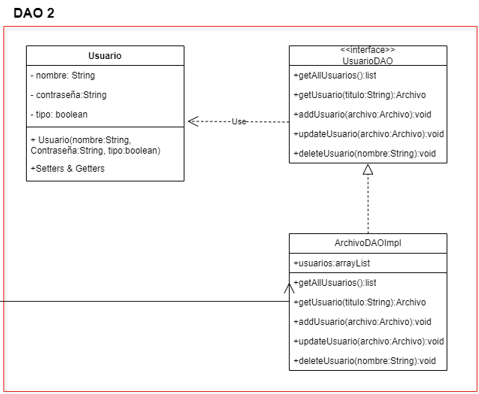 DAO 2
Usuario
- nombre: String
- contraseña:String
- tipo: boolean
+ Usuario(nombre:String,
Contraseña:String, tipo:boolean)
+Setters & Getters
Use
<<interface>>
UsuarioDAO
+getAllUsuarios():list
+getUsuario(titulo:String):Archivo
+addUsuario(archivo:Archivo):void
+updateUsuario(archivo:Archivo):void
+deleteUsuario(nombre:String):void
ArchivoDAOImpl
+usuarios:arrayList
+getAllUsuarios():list
+getUsuario(titulo:String):Archivo
+addUsuario(archivo:Archivo):void
+updateUsuario(archivo:Archivo):void
+deleteUsuario(nombre:String):void